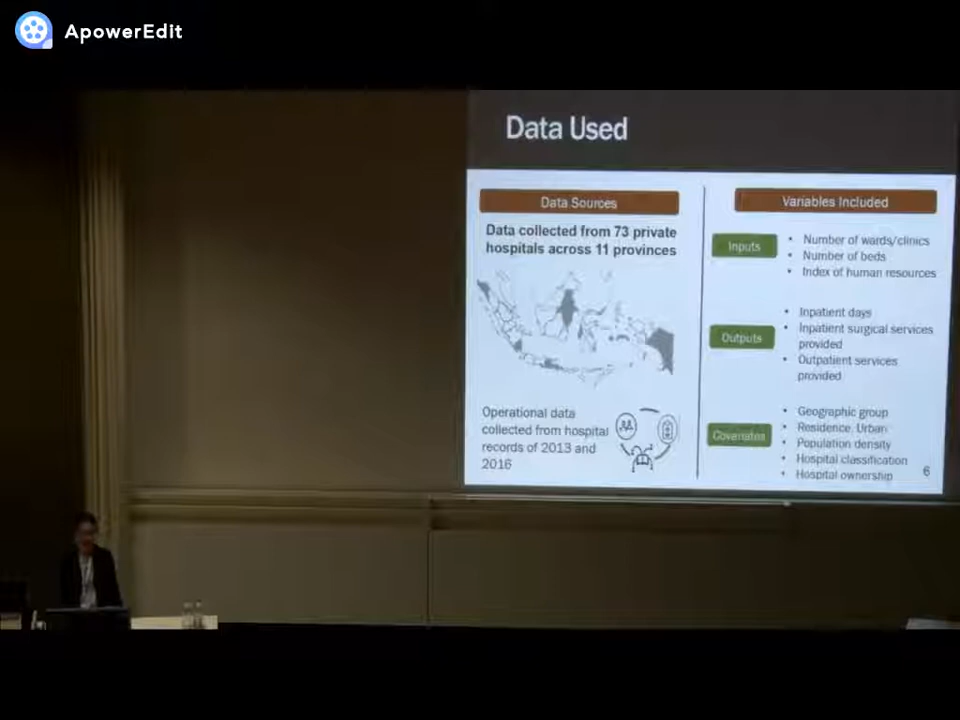 ApowerEdit
Data Used
Data Sources
Data collected from 73 private
hospitals across 11 provinces
Operational data
collected from hospital
records of 2013 and
2016
Variables Included
Inputs
• Number of wards/clinics
• Number of beds
• Index of human resources
Outputs
• Inpatient days
• Inpatient surgical services
provided
• Outpatient services
provided
Covariates
• Geographic group
• Residence: Urban
• Population density
• Hospital classification
• Hospital ownership
6